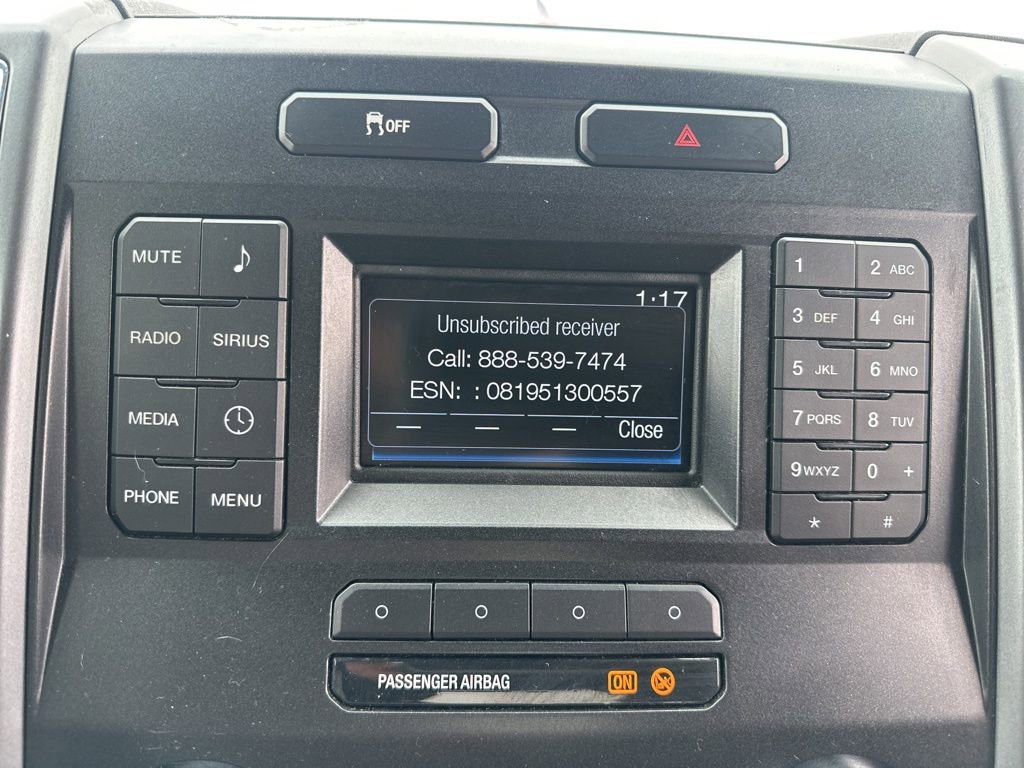 OFF
MUTE
RADIO SIRIUS
MEDIA
PHONE MENU
1:17
Unsubscribed receiver
Call: 888-539-7474
ESN: : 081951300557
Close
1 2 ABC
3 DEF 4 GHI
5 JKL 6 MNO
7 PQRS 8 TUV
9 WXYZ 0 +
* #
PASSENGER AIRBAG ON